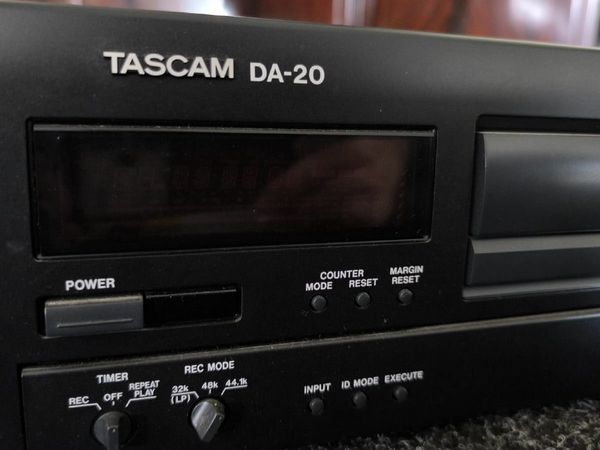 TASCAM DA-20
POWER
COUNTER
MODE RESET
MARGIN
RESET
TIMER
REC OFF REPEAT
PLAY
REC MODE
32k
(LP) 48k 44.1k
INPUT ID MODE EXECUTE